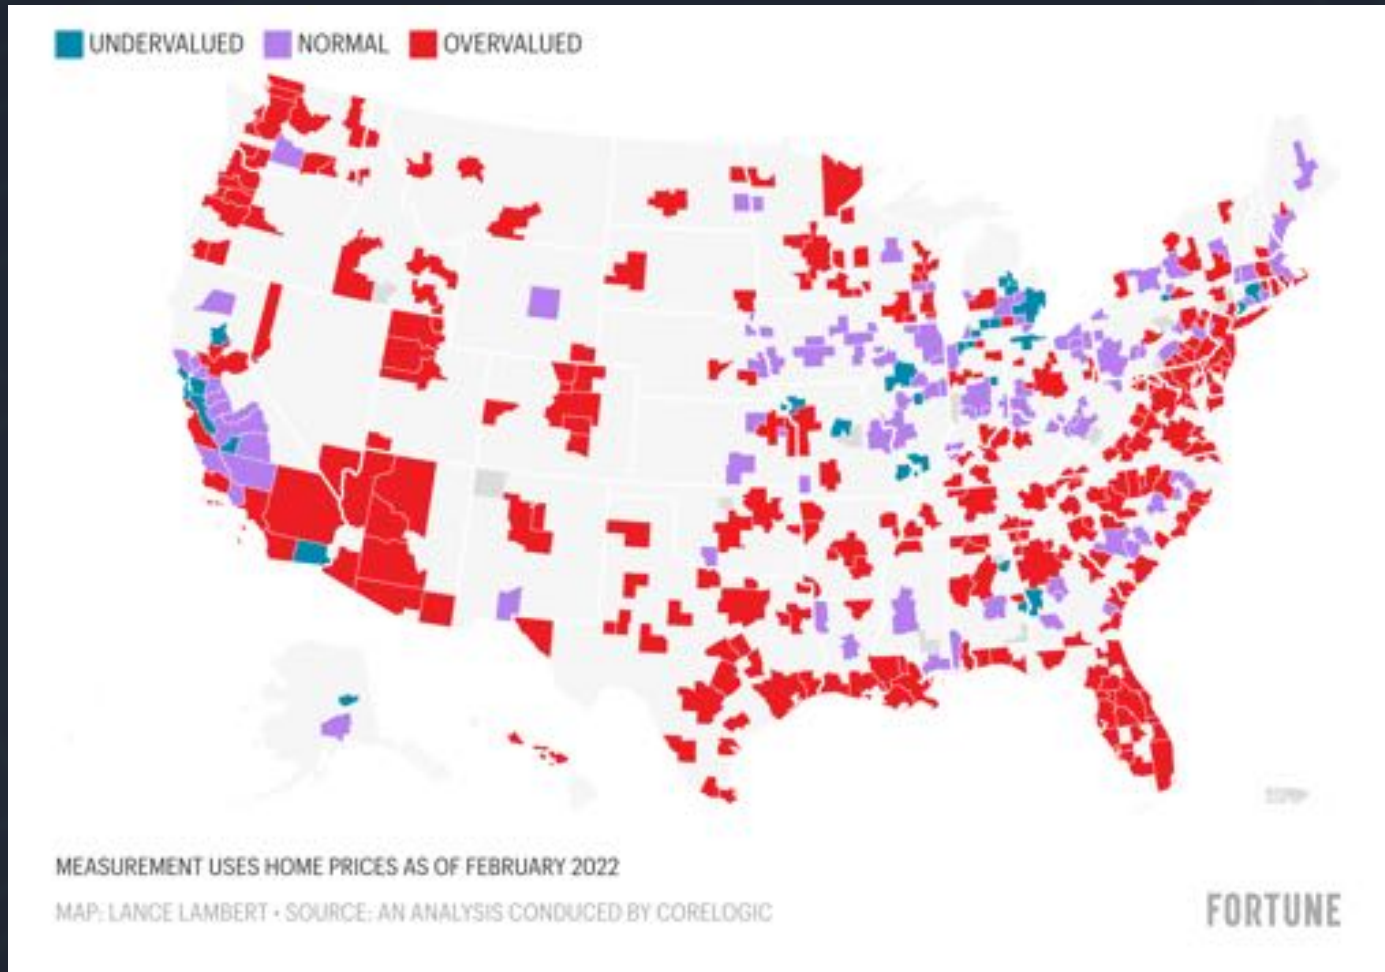 UNDERVALUED NORMAL OVERVALUED
MEASUREMENT USES HOME PRICES AS OF FEBRUARY 2022
MAP: LANCE LAMBERT • SOURCE: AN ANALYSIS CONDUCED BY CORELOGIC
FORTUNE